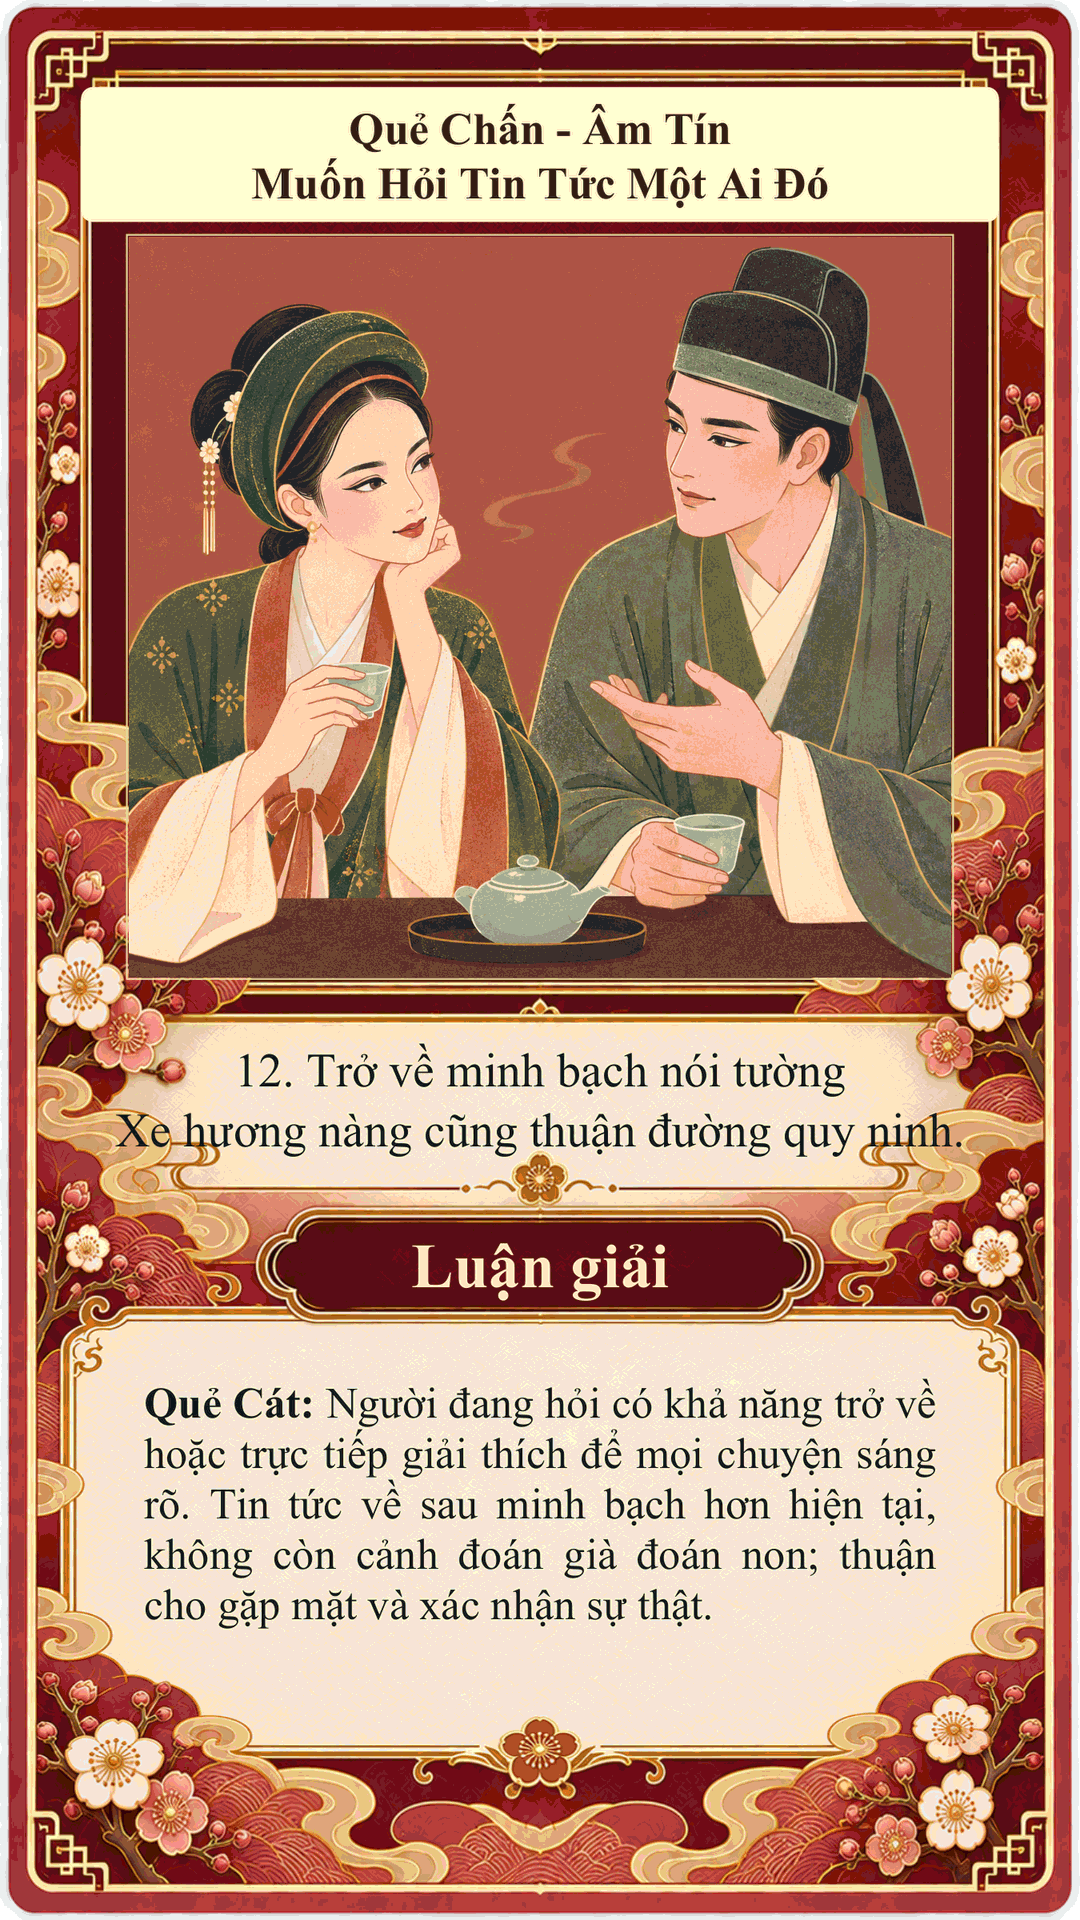 Quẻ Chấn - Âm Tín
Muốn Hỏi Tin Tức Một Ai Đó
12. Trở về minh bạch nói tường
Xe hương nàng cũng thuận đường quy ninh.
Luận giải
Quẻ Cát: Người đang hỏi có khả năng trở về
hoặc trực tiếp giải thích để mọi chuyện sáng
rõ. Tin tức về sau minh bạch hơn hiện tại,
không còn cảnh đoán già đoán non; thuận
cho gặp mặt và xác nhận sự thật.